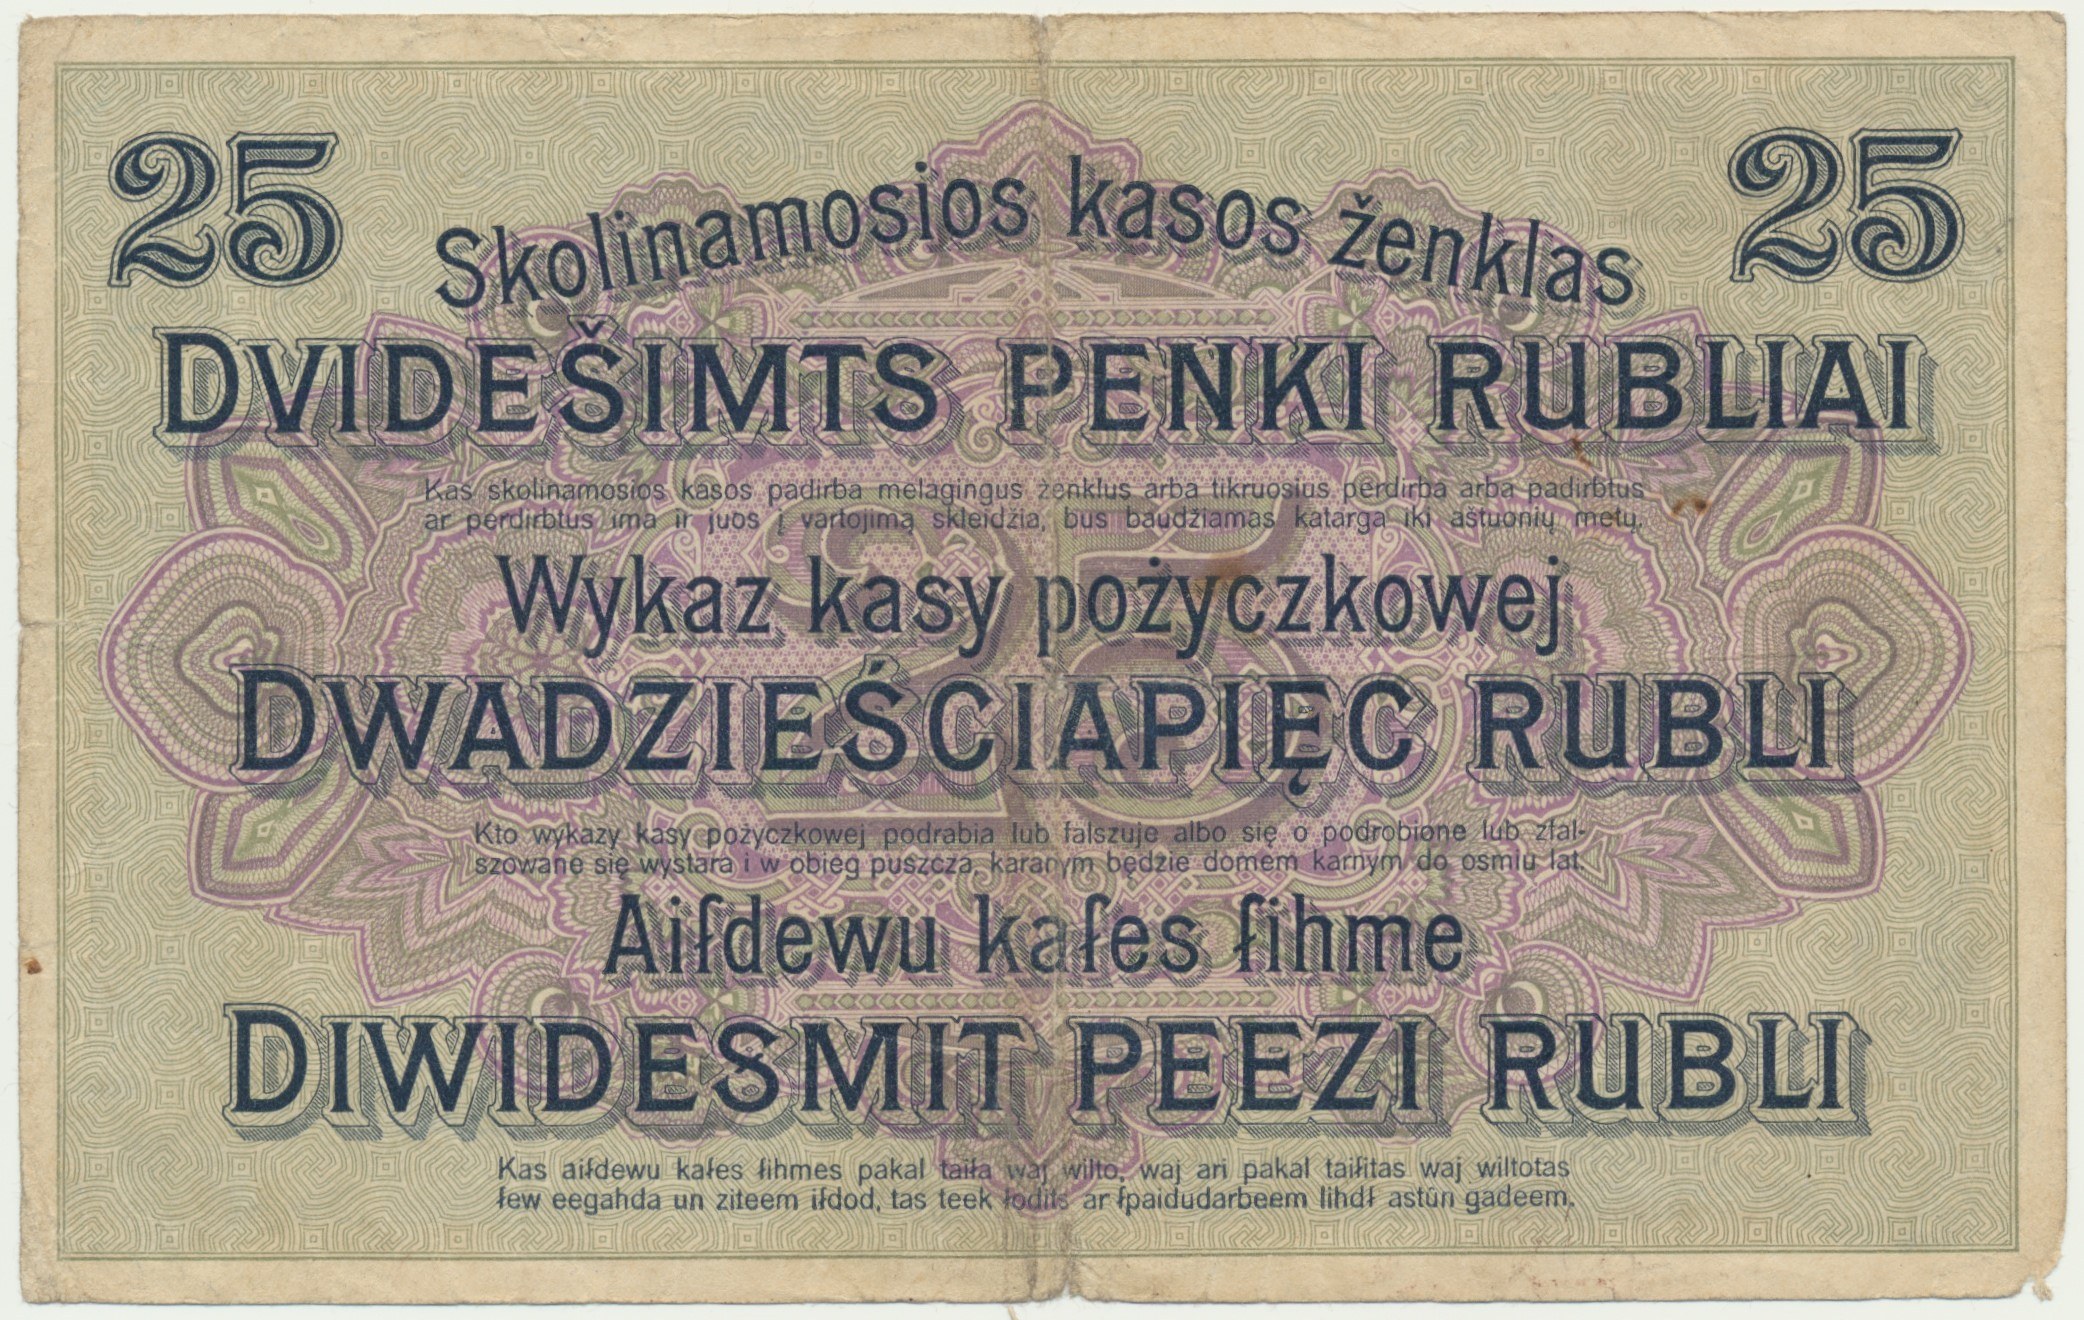 25 25
Skolinamosios kasos ženklas
DVIDEŠIMTS PENKI RUBLIAI
Kas skolinamosios kasos padirba melagingus ženklus arba tikruosius perdirba arba padirbtus
ar perdirbtus ima ir juos į vartojimą skleidžia, bus baudžiamas katarga iki aštuonių metų.
Wykaz kasy pożyczkowej
DWADZIEŚCIAPIĘC RUBLI
Kto wykazy kasy pożyczkowej podrabia lub falszuje albo się o podrobione lub zfal-
szowane się wystara i w obieg puszcza, karanym będzie domem karnym do osmiu lat.
Aiſdewu kaſes ſihme
DIWIDESMIT PEEZI RUBLI
Kas aiſdewu kaſes ſihmes pakaļ taiſa waj wilto, waj ari pakaļ taiſitas waj wiltotas
ſew eegahda un ziteem iſdod, tas teek ſodits ar ſpaidudarbeem lihdſ astûn gadeem.